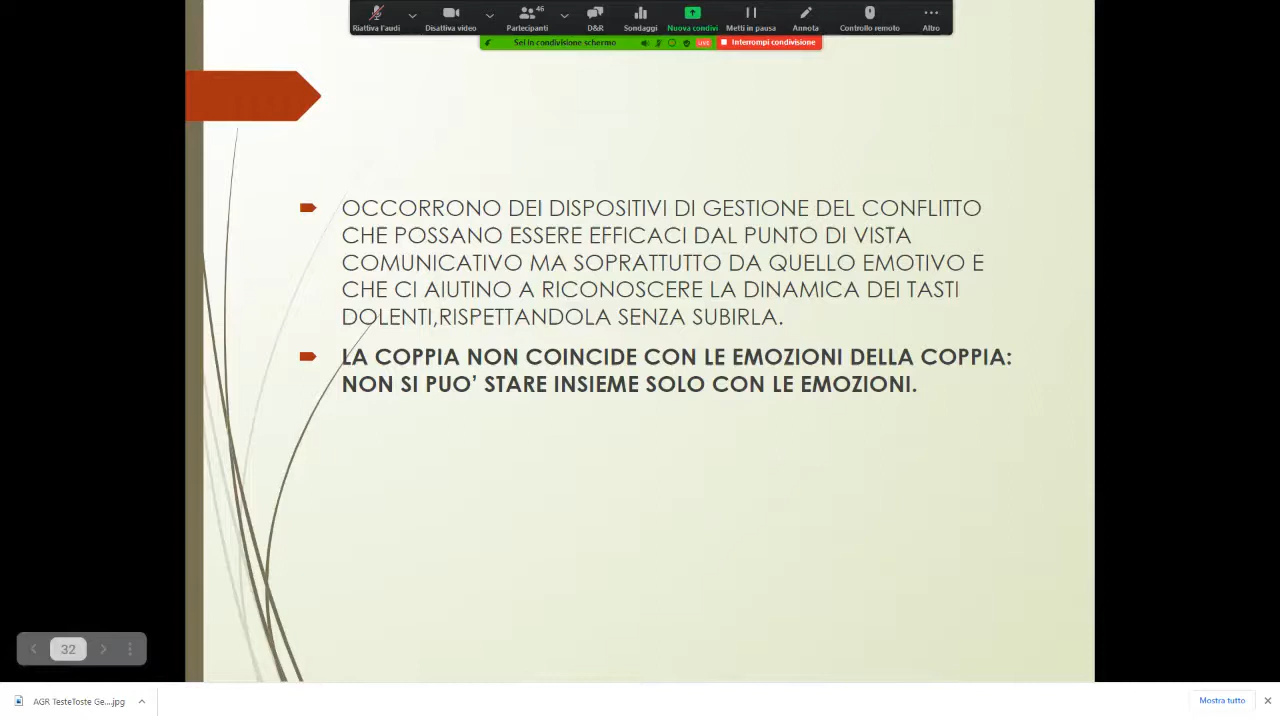 Riattiva l'audi
Disattiva video
46
Partecipanti
D&R
Sondaggi
Nuova condivi
Metti in pausa
Annota
Controllo remoto
Altro
Sei in condivisione schermo
LIVE
Interrompi condivisione
OCCORRONO DEI DISPOSITIVI DI GESTIONE DEL CONFLITTO
CHE POSSANO ESSERE EFFICACI DAL PUNTO DI VISTA
COMUNICATIVO MA SOPRATTUTTO DA QUELLO EMOTIVO E
CHE CI AIUTINO A RICONOSCERE LA DINAMICA DEI TASTI
DOLENTI,RISPETTANDOLA SENZA SUBIRLA.
LA COPPIA NON COINCIDE CON LE EMOZIONI DELLA COPPIA:
NON SI PUO’ STARE INSIEME SOLO CON LE EMOZIONI.
32
AGR TesteToste Ge....jpg
Mostra tutto